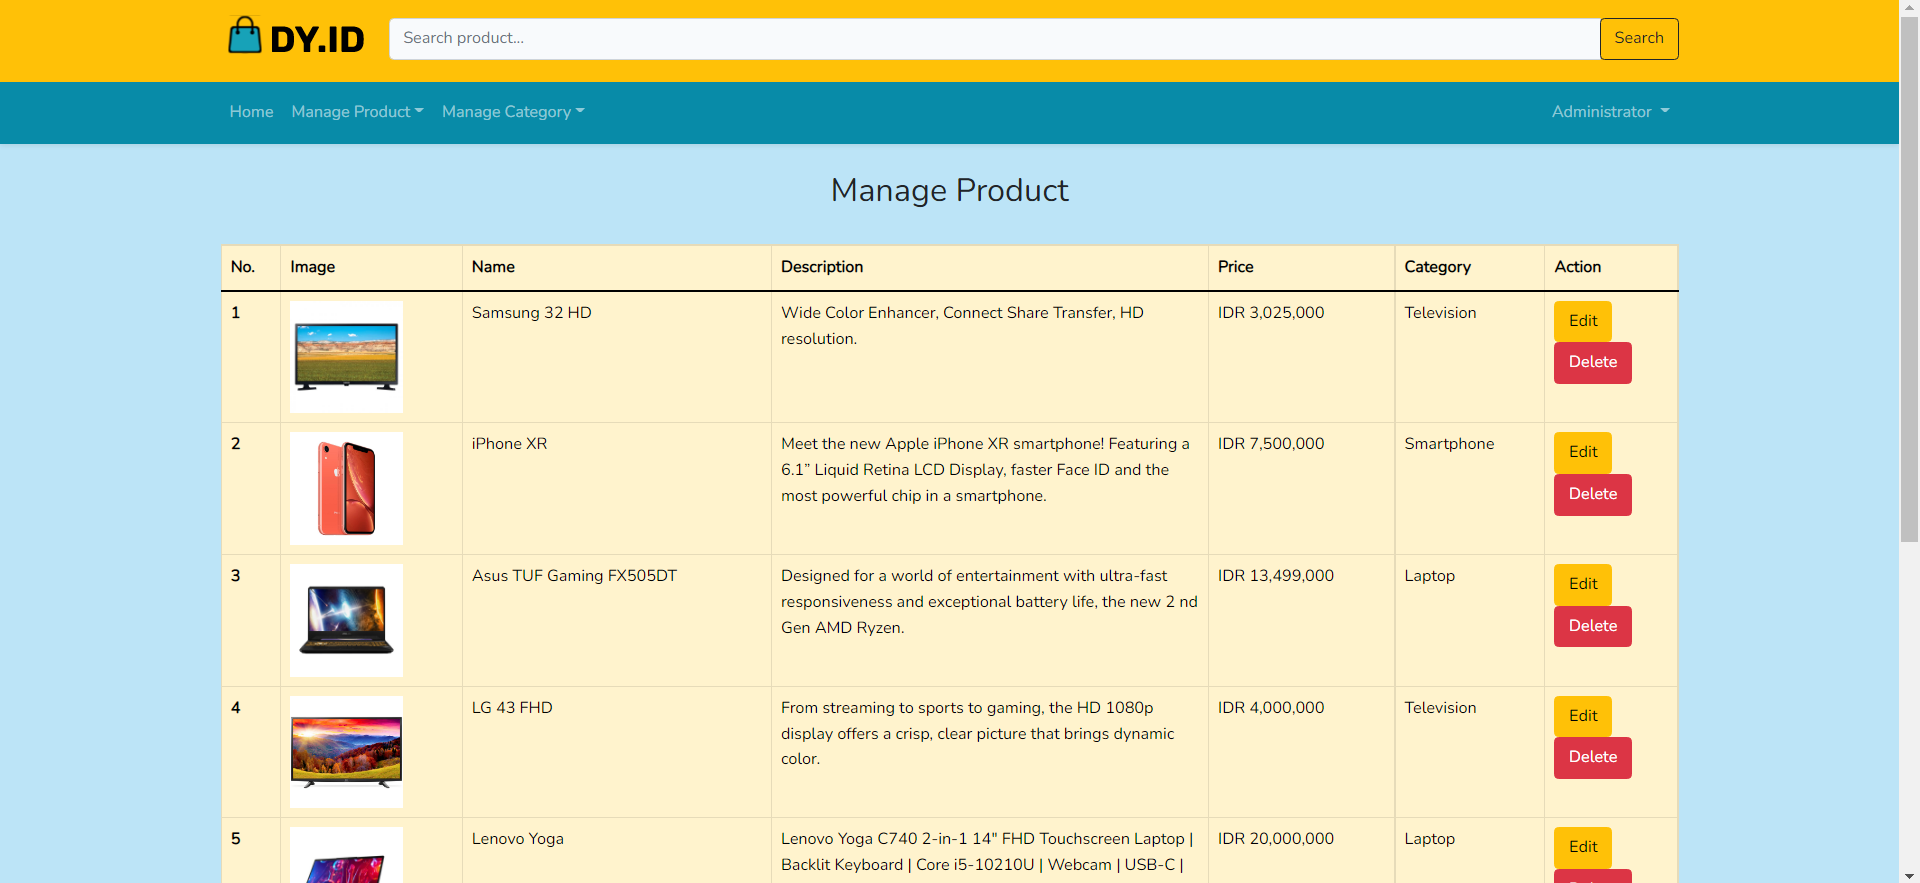 DY.ID
Search product...
Search
Home
Manage Product
Manage Category
Administrator
Manage Product
No.
Image
Name
Description
Price
Category
Action
1
Samsung 32 HD
Wide Color Enhancer, Connect Share Transfer, HD
resolution.
IDR 3,025,000
Television
Edit
Delete
2
iPhone XR
Meet the new Apple iPhone XR smartphone! Featuring a
6.1” Liquid Retina LCD Display, faster Face ID and the
most powerful chip in a smartphone.
IDR 7,500,000
Smartphone
Edit
Delete
3
Asus TUF Gaming FX505DT
Designed for a world of entertainment with ultra-fast
responsiveness and exceptional battery life, the new 2 nd
Gen AMD Ryzen.
IDR 13,499,000
Laptop
Edit
Delete
4
LG 43 FHD
From streaming to sports to gaming, the HD 1080p
display offers a crisp, clear picture that brings dynamic
color.
IDR 4,000,000
Television
Edit
Delete
5
Lenovo Yoga
Lenovo Yoga C740 2-in-1 14" FHD Touchscreen Laptop |
Backlit Keyboard | Core i5-10210U | Webcam | USB-C |
IDR 20,000,000
Laptop
Edit